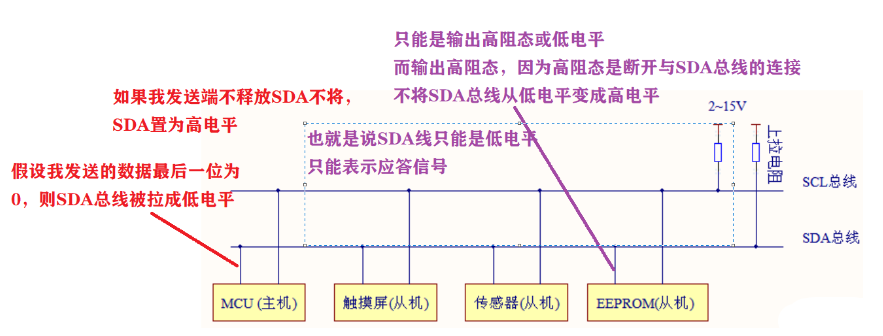 只能是输出高阻态或低电平
而输出高阻态，因为高阻态是断开与SDA总线的连接
不将SDA总线从低电平变成高电平
如果我发送端不释放SDA不将，
SDA置为高电平
2~15V
也就是说SDA线只能是低电平
只能表示应答信号
上拉电阻
假设我发送的数据最后一位为
0，则SDA总线被拉成低电平
SCL总线
SDA总线
MCU (主机)
触摸屏(从机)
传感器(从机)
EEPROM(从机)